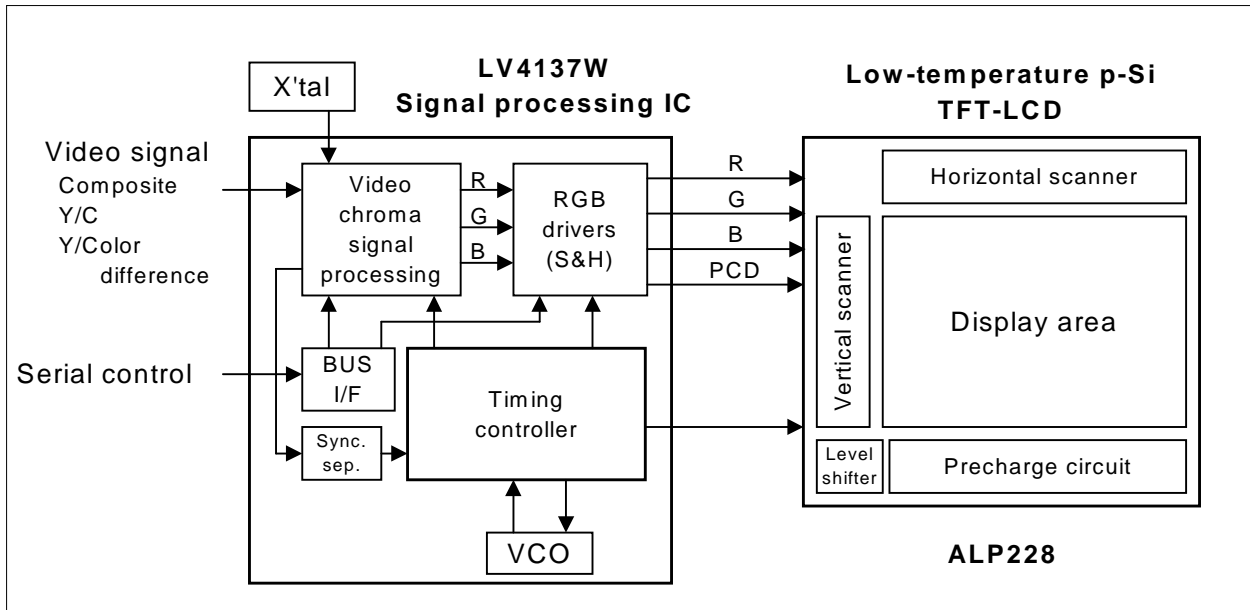 LV4137W
Signal processing IC
Low-temperature p-Si
TFT-LCD
X'tal
Video signal
Composite
Y/C
Y/Color
difference
Serial control
Video
chroma
signal
processing
R
G
B
RGB
drivers
(S&H)
R
G
B
PCD
BUS
I/F
Sync.
sep.
Timing
controller
VCO
Horizontal scanner
Vertical scanner
Display area
Level
shifter
Precharge circuit
ALP228